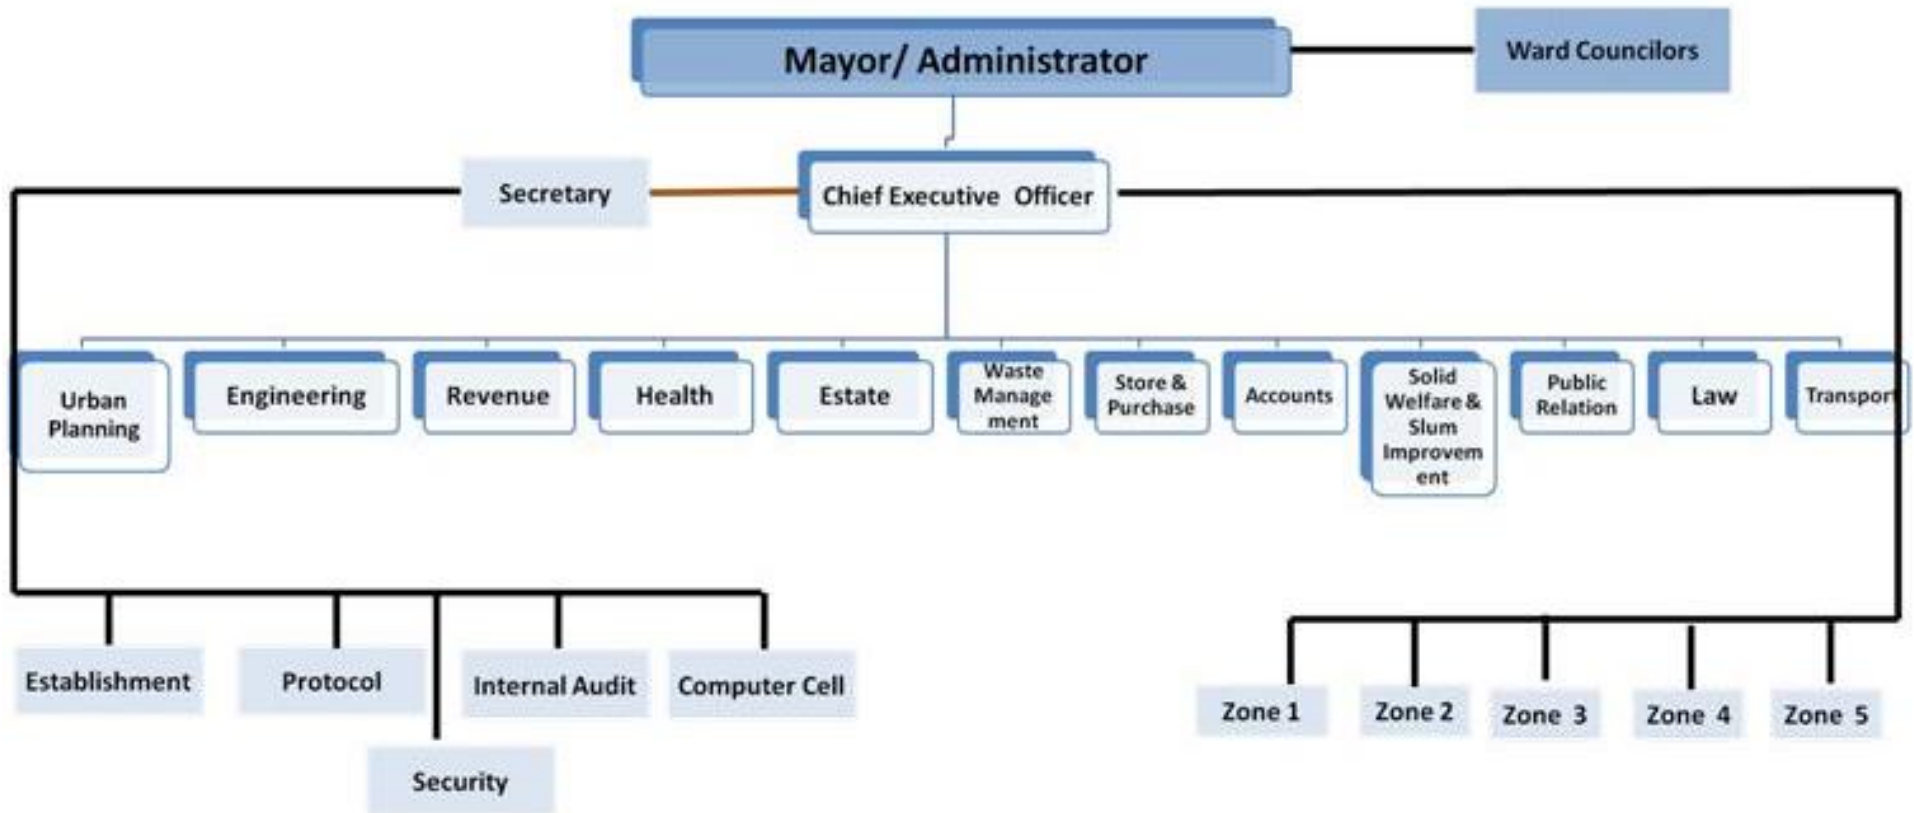 Mayor/ Administrator
Ward Councilors
Secretary
Chief Executive Officer
Urban
Planning
Engineering
Revenue
Health
Estate
Waste
Manage
ment
Store &
Purchase
Accounts
Solid
Welfare &
Slum
Improvem
ent
Public
Relation
Law
Transport
Establishment
Protocol
Internal Audit
Computer Cell
Security
Zone 1
Zone 2
Zone 3
Zone 4
Zone 5